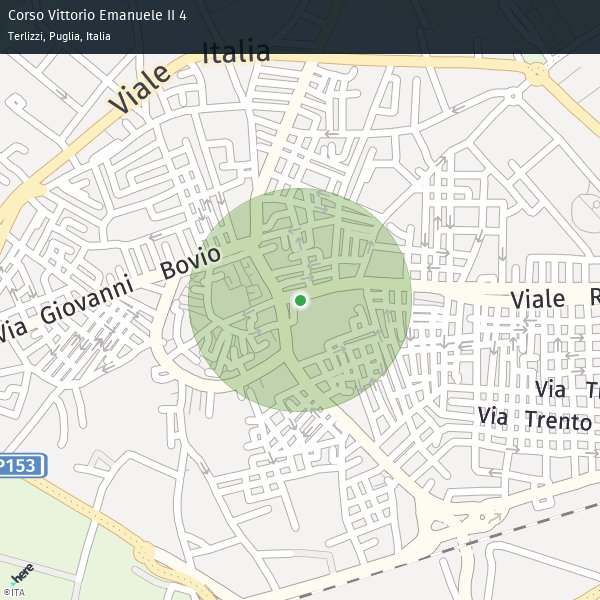 Corso Vittorio Emanuele II 4
Terlizzi, Puglia, Italia
Viale Italia
Via Giovanni Bovio
Viale R
Via T
Via Trento
P153
here
©ITA